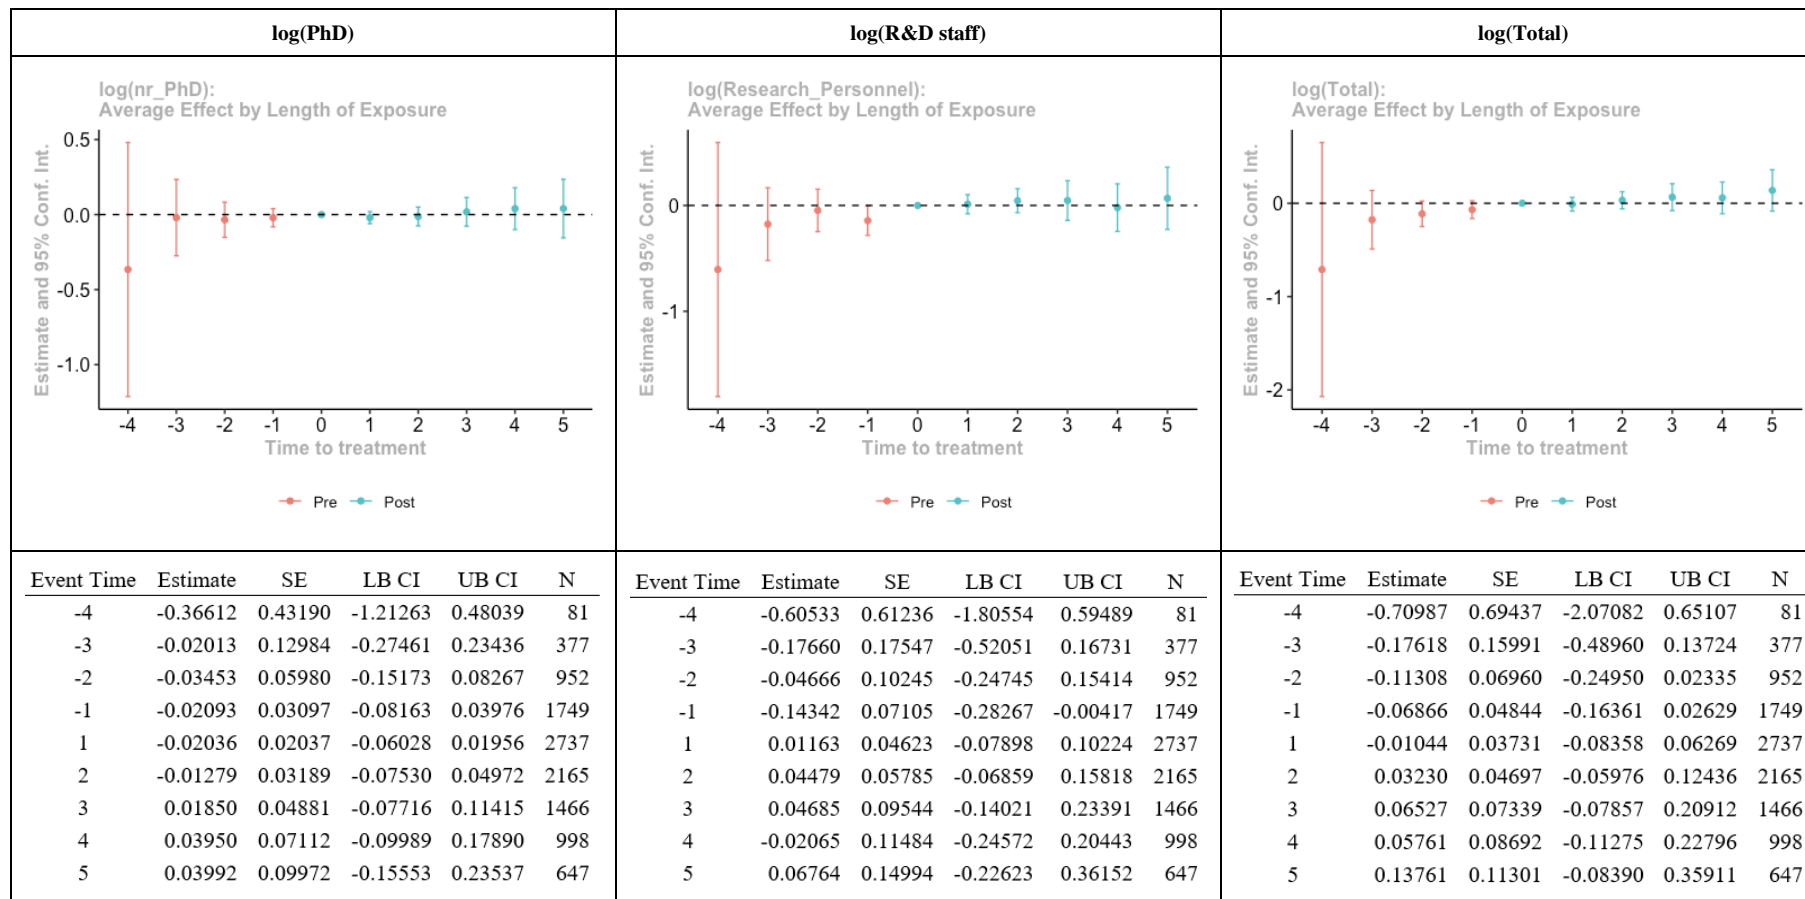 log(PhD)
log(R&D staff)
log(Total)
log(nr_PhD):
Average Effect by Length of Exposure
Estimate and 95% Conf. Int.
0.5
0.0
-0.5
-1.0
-4 -3 -2 -1 0 1 2 3 4 5
Time to treatment
Pre Post
log(Research_Personnel):
Average Effect by Length of Exposure
Estimate and 95% Conf. Int.
0
-1
-4 -3 -2 -1 0 1 2 3 4 5
Time to treatment
Pre Post
log(Total):
Average Effect by Length of Exposure
Estimate and 95% Conf. Int.
0
-1
-2
-4 -3 -2 -1 0 1 2 3 4 5
Time to treatment
Pre Post
Event Time Estimate SE LB CI UB CI N
-4 -0.36612 0.43190 -1.21263 0.48039 81
-3 -0.02013 0.12984 -0.27461 0.23436 377
-2 -0.03453 0.05980 -0.15173 0.08267 952
-1 -0.02093 0.03097 -0.08163 0.03976 1749
1 -0.02036 0.02037 -0.06028 0.01956 2737
2 -0.01279 0.03189 -0.07530 0.04972 2165
3 0.01850 0.04881 -0.07716 0.11415 1466
4 0.03950 0.07112 -0.09989 0.17890 998
5 0.03992 0.09972 -0.15553 0.23537 647
Event Time Estimate SE LB CI UB CI N
-4 -0.60533 0.61236 -1.80554 0.59489 81
-3 -0.17660 0.17547 -0.52051 0.16731 377
-2 -0.04666 0.10245 -0.24745 0.15414 952
-1 -0.14342 0.07105 -0.28267 -0.00417 1749
1 0.01163 0.04623 -0.07898 0.10224 2737
2 0.04479 0.05785 -0.06859 0.15818 2165
3 0.04685 0.09544 -0.14021 0.23391 1466
4 -0.02065 0.11484 -0.24572 0.20443 998
5 0.06764 0.14994 -0.22623 0.36152 647
Event Time Estimate SE LB CI UB CI N
-4 -0.70987 0.69437 -2.07082 0.65107 81
-3 -0.17618 0.15991 -0.48960 0.13724 377
-2 -0.11308 0.06960 -0.24950 0.02335 952
-1 -0.06866 0.04844 -0.16361 0.02629 1749
1 -0.01044 0.03731 -0.08358 0.06269 2737
2 0.03230 0.04697 -0.05976 0.12436 2165
3 0.06527 0.07339 -0.07857 0.20912 1466
4 0.05761 0.08692 -0.11275 0.22796 998
5 0.13761 0.11301 -0.08390 0.35911 647